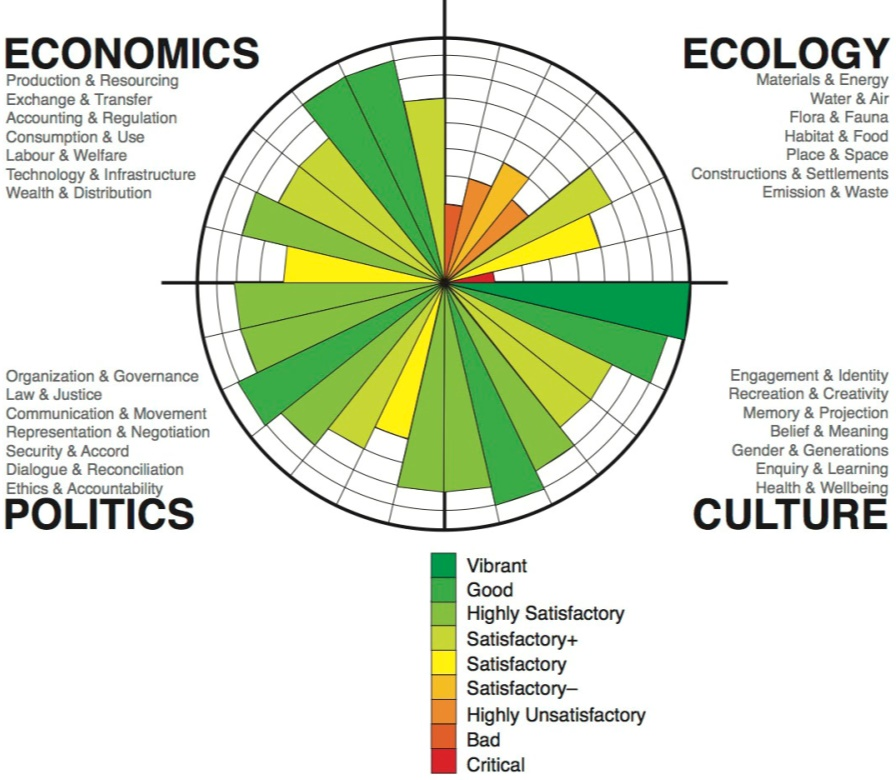 ECONOMICS
Production & Resourcing
Exchange & Transfer
Accounting & Regulation
Consumption & Use
Labour & Welfare
Technology & Infrastructure
Wealth & Distribution
ECOLOGY
Materials & Energy
Water & Air
Flora & Fauna
Habitat & Food
Place & Space
Constructions & Settlements
Emission & Waste
Organization & Governance
Law & Justice
Communication & Movement
Representation & Negotiation
Security & Accord
Dialogue & Reconciliation
Ethics & Accountability
POLITICS
Engagement & Identity
Recreation & Creativity
Memory & Projection
Belief & Meaning
Gender & Generations
Enquiry & Learning
Health & Wellbeing
CULTURE
Vibrant
Good
Highly Satisfactory
Satisfactory+
Satisfactory
Satisfactory–
Highly Unsatisfactory
Bad
Critical